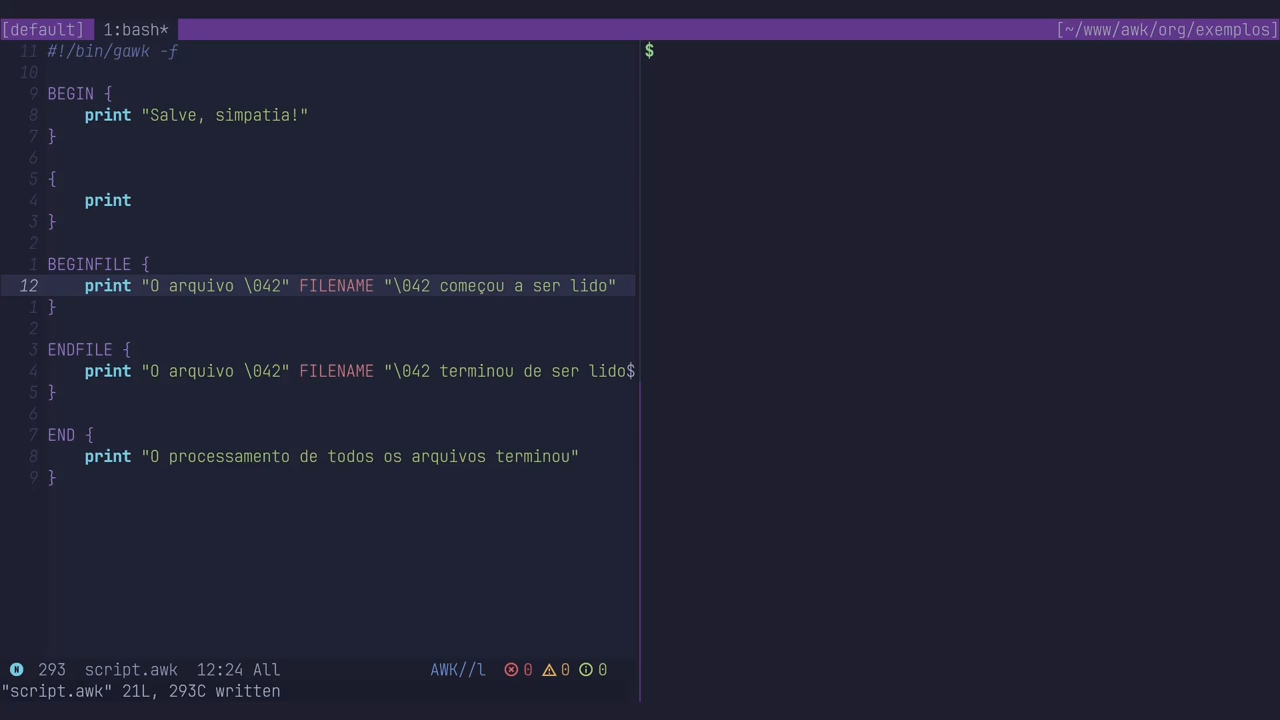 [default] 1:bash* [~/www/awk/org/exemplos]
11 #!/bin/gawk -f $
10
9 BEGIN {
8 print "Salve, simpatia!"
7 }
6
5 {
4 print
3 }
2
1 BEGINFILE {
12 print "O arquivo \042" FILENAME "\042 começou a ser lido"
1 }
2
3 ENDFILE {
4 print "O arquivo \042" FILENAME "\042 terminou de ser lido$
5 }
6
7 END {
8 print "O processamento de todos os arquivos terminou"
9 }
N 293 script.awk 12:24 All AWK//l 0 0 0
"script.awk" 21L, 293C written